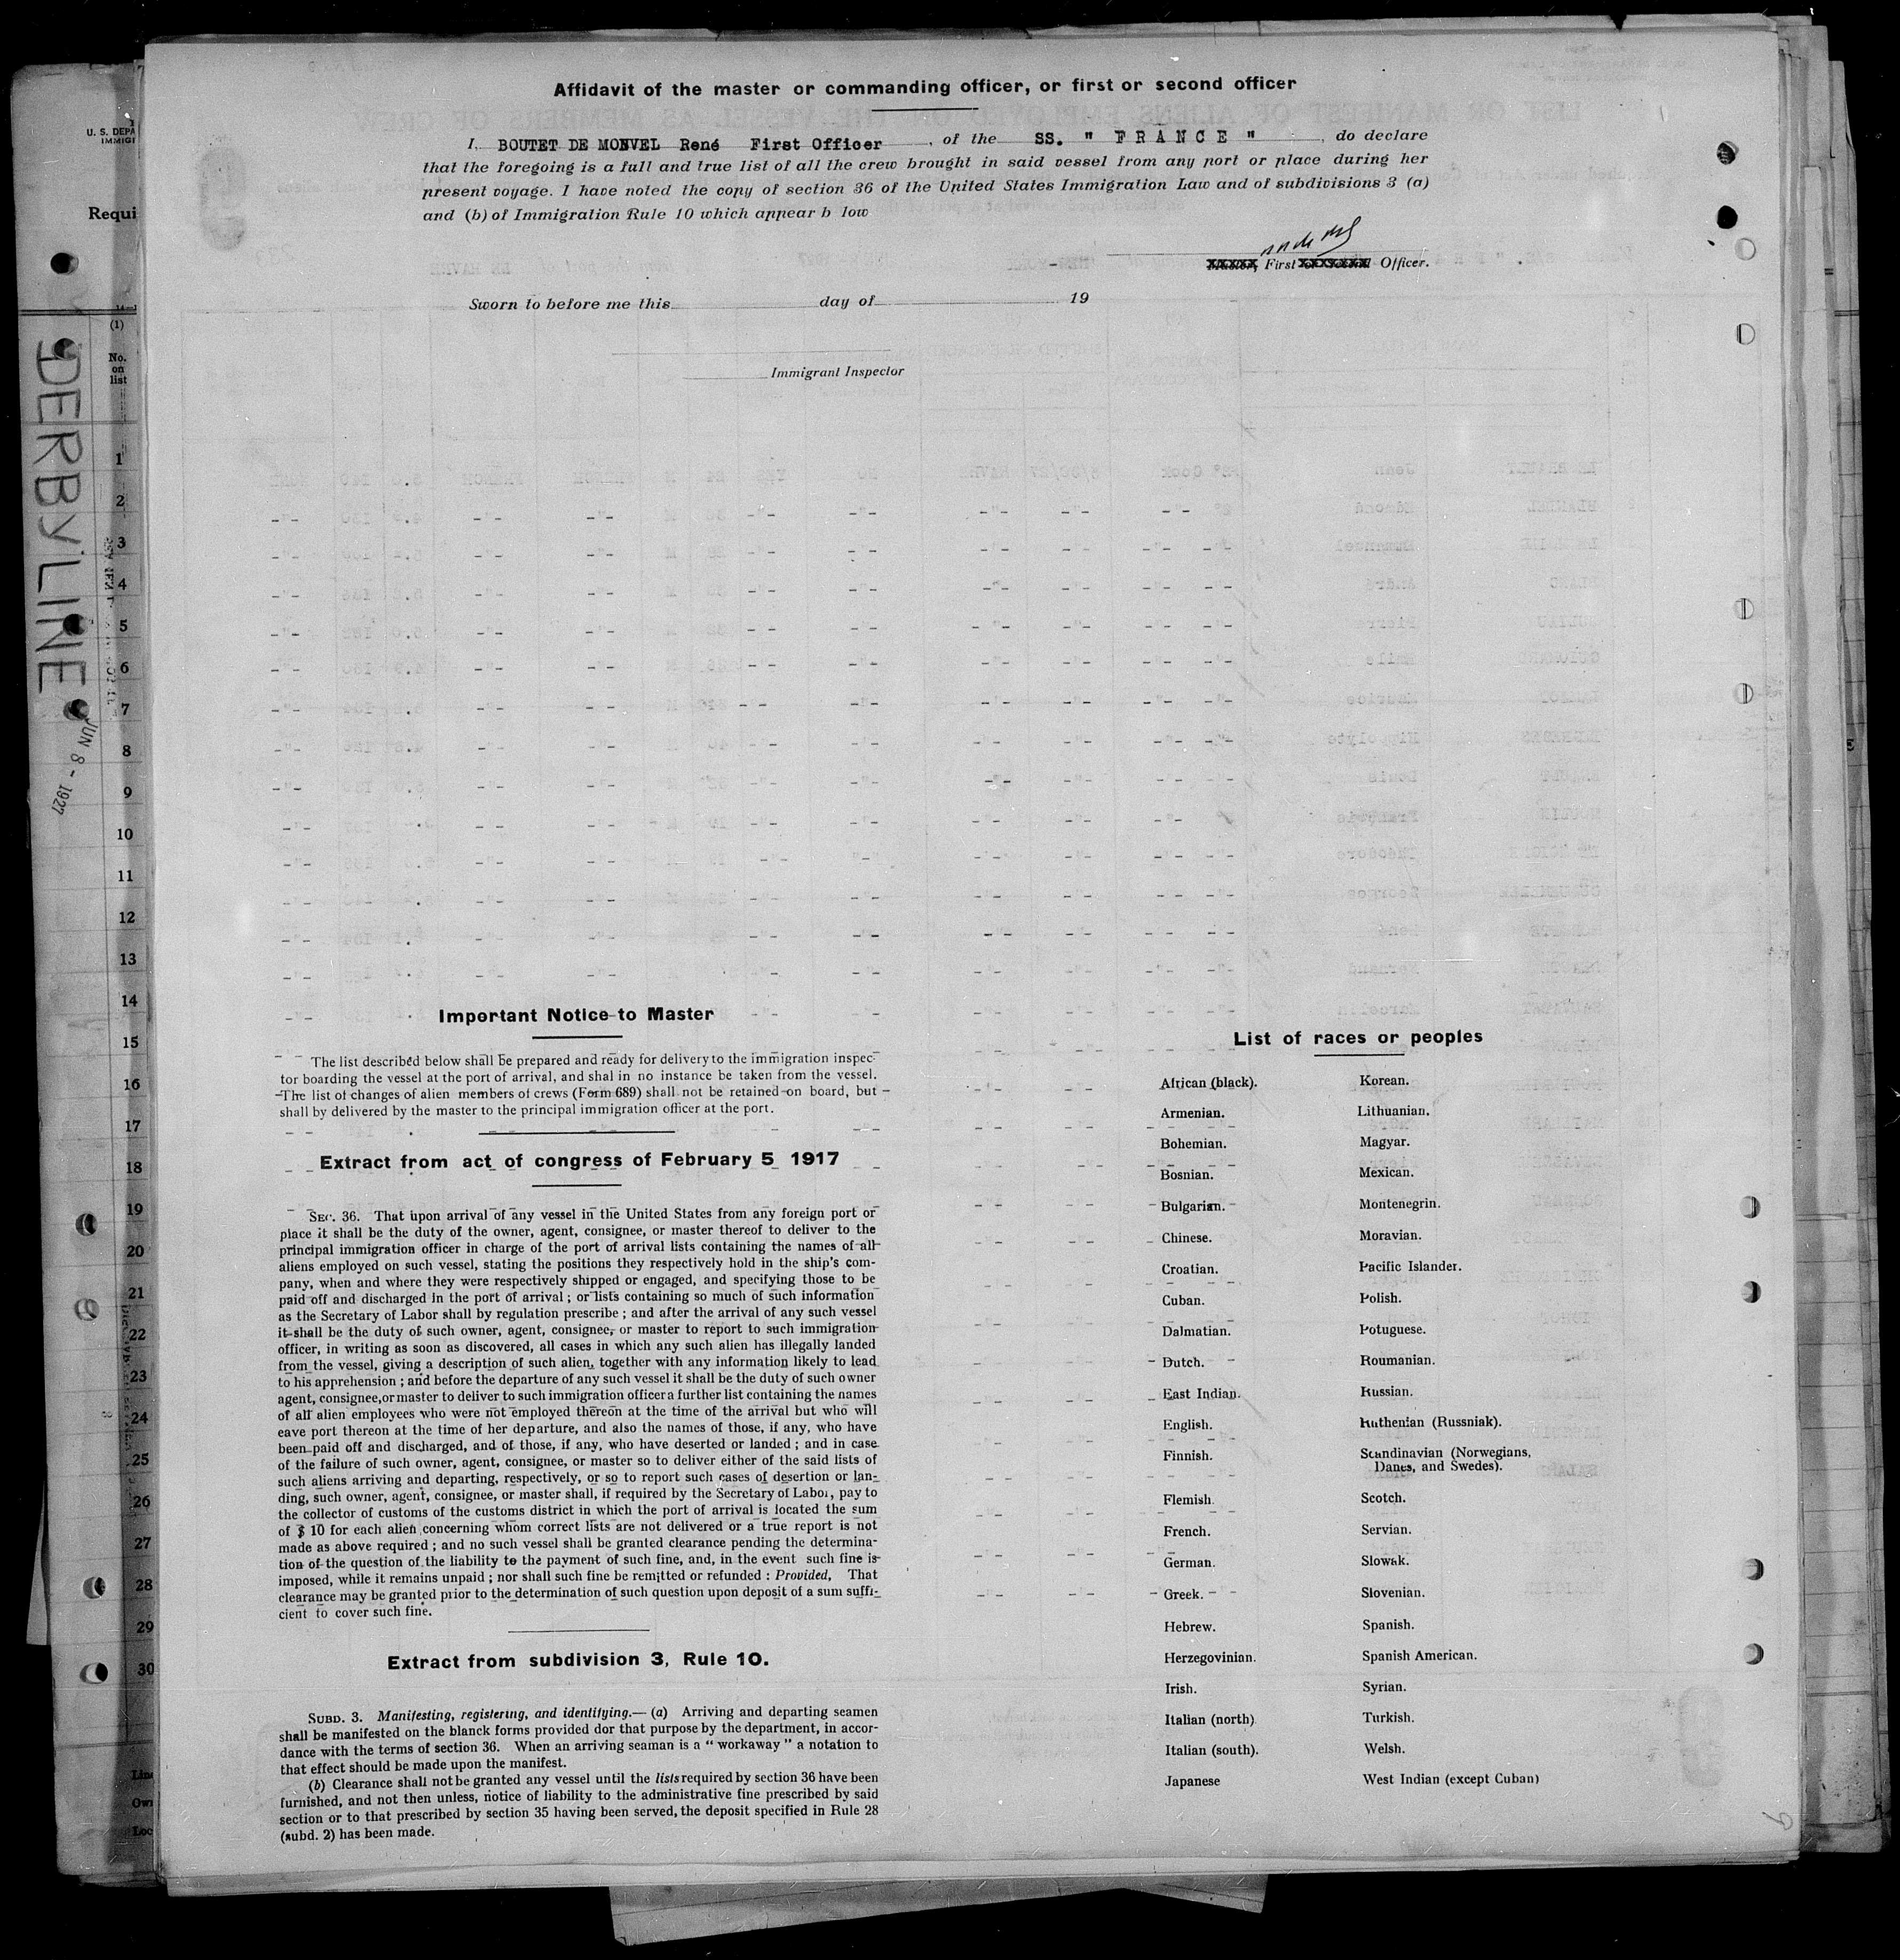 Affidavit of the master or commanding officer, or first or second officer
I, BOUTET DE MONVEL René First Officer, of the SS. " F R A N C E ", do declare
that the foregoing is a full and true list of all the crew brought in said vessel from any port or place during her
present voyage. I have noted the copy of section 36 of the United States Immigration Law and of subdivisions 3 (a)
and (b) of Immigration Rule 10 which appear b low
First Officer.
Sworn to before me this day of 19
Immigrant Inspector
Important Notice to Master
The list described below shall be prepared and ready for delivery to the immigration inspec-
tor boarding the vessel at the port of arrival, and shal in no instance be taken from the vessel.
The list of changes of alien members of crews (Form 689) shall not be retained on board, but
shall by delivered by the master to the principal immigration officer at the port.
Extract from act of congress of February 5 1917
SEC. 36. That upon arrival of any vessel in the United States from any foreign port or
place it shall be the duty of the owner, agent, consignee, or master thereof to deliver to the
principal immigration officer in charge of the port of arrival lists containing the names of all
aliens employed on such vessel, stating the positions they respectively hold in the ship's com-
pany, when and where they were respectively shipped or engaged, and specifying those to be
paid off and discharged in the port of arrival ; or lists containing so much of such information
as the Secretary of Labor shall by regulation prescribe ; and after the arrival of any such vessel
it shall be the duty of such owner, agent, consignee, or master to report to such immigration
officer, in writing as soon as discovered, all cases in which any such alien has illegally landed
from the vessel, giving a description of such alien, together with any information likely to lead
to his apprehension ; and before the departure of any such vessel it shall be the duty of such owner
agent, consignee, or master to deliver to such immigration officer a further list containing the names
of all alien employees who were not employed thereon at the time of the arrival but who will
eave port thereon at the time of her departure, and also the names of those, if any, who have
been paid off and discharged, and of those, if any, who have deserted or landed ; and in case
of the failure of such owner, agent, consignee, or master so to deliver either of the said lists of
such aliens arriving and departing, respectively, or so to report such cases of desertion or lan-
ding, such owner, agent, consignee, or master shall, if required by the Secretary of Labor, pay to
the collector of customs of the customs district in which the port of arrival is located the sum
of $ 10 for each alien concerning whom correct lists are not delivered or a true report is not
made as above required ; and no such vessel shall be granted clearance pending the determina-
tion of the question of the liability to the payment of such fine, and, in the event such fine is
imposed, while it remains unpaid ; nor shall such fine be remitted or refunded : Provided, That
clearance may be granted prior to the determination of such question upon deposit of a sum suffi-
cient to cover such fine.
Extract from subdivision 3, Rule 10.
SUBD. 3. Manifesting, registering, and identifying.— (a) Arriving and departing seamen
shall be manifested on the blanck forms provided dor that purpose by the department, in accor-
dance with the terms of section 36. When an arriving seaman is a " workaway " a notation to
that effect should be made upon the manifest.
(b) Clearance shall not be granted any vessel until the lists required by section 36 have been
furnished, and not then unless, notice of liability to the administrative fine prescribed by said
section or to that prescribed by section 35 having been served, the deposit specified in Rule 28
(subd. 2) has been made.
List of races or peoples
African (black).
Armenian.
Bohemian.
Bosnian.
Bulgarian.
Chinese.
Croatian.
Cuban.
Dalmatian.
Dutch.
East Indian.
English.
Finnish.
Flemish
French.
German.
Greek.
Hebrew.
Herzegovinian.
Irish.
Italian (north)
Italian (south).
Japanese
Korean.
Lithuanian.
Magyar.
Mexican.
Montenegrin.
Moravian.
Pacific Islander.
Polish.
Potuguese.
Roumanian.
Russian.
Ruthenian (Russniak).
Scandinavian (Norwegians,
Danes, and Swedes).
Scotch.
Servian.
Slowak.
Slovenian.
Spanish.
Spanish American.
Syrian.
Turkish.
Welsh.
West Indian (except Cuban)
U. S. DEPA
IMMIGR
Requi
DERBY LINE
JUN 8 - 1927
(1)
No.
on
list
1
2
3
4
5
6
7
8
9
10
11
12
13
14
15
16
17
18
19
20
21
22
23
24
25
26
27
28
29
30